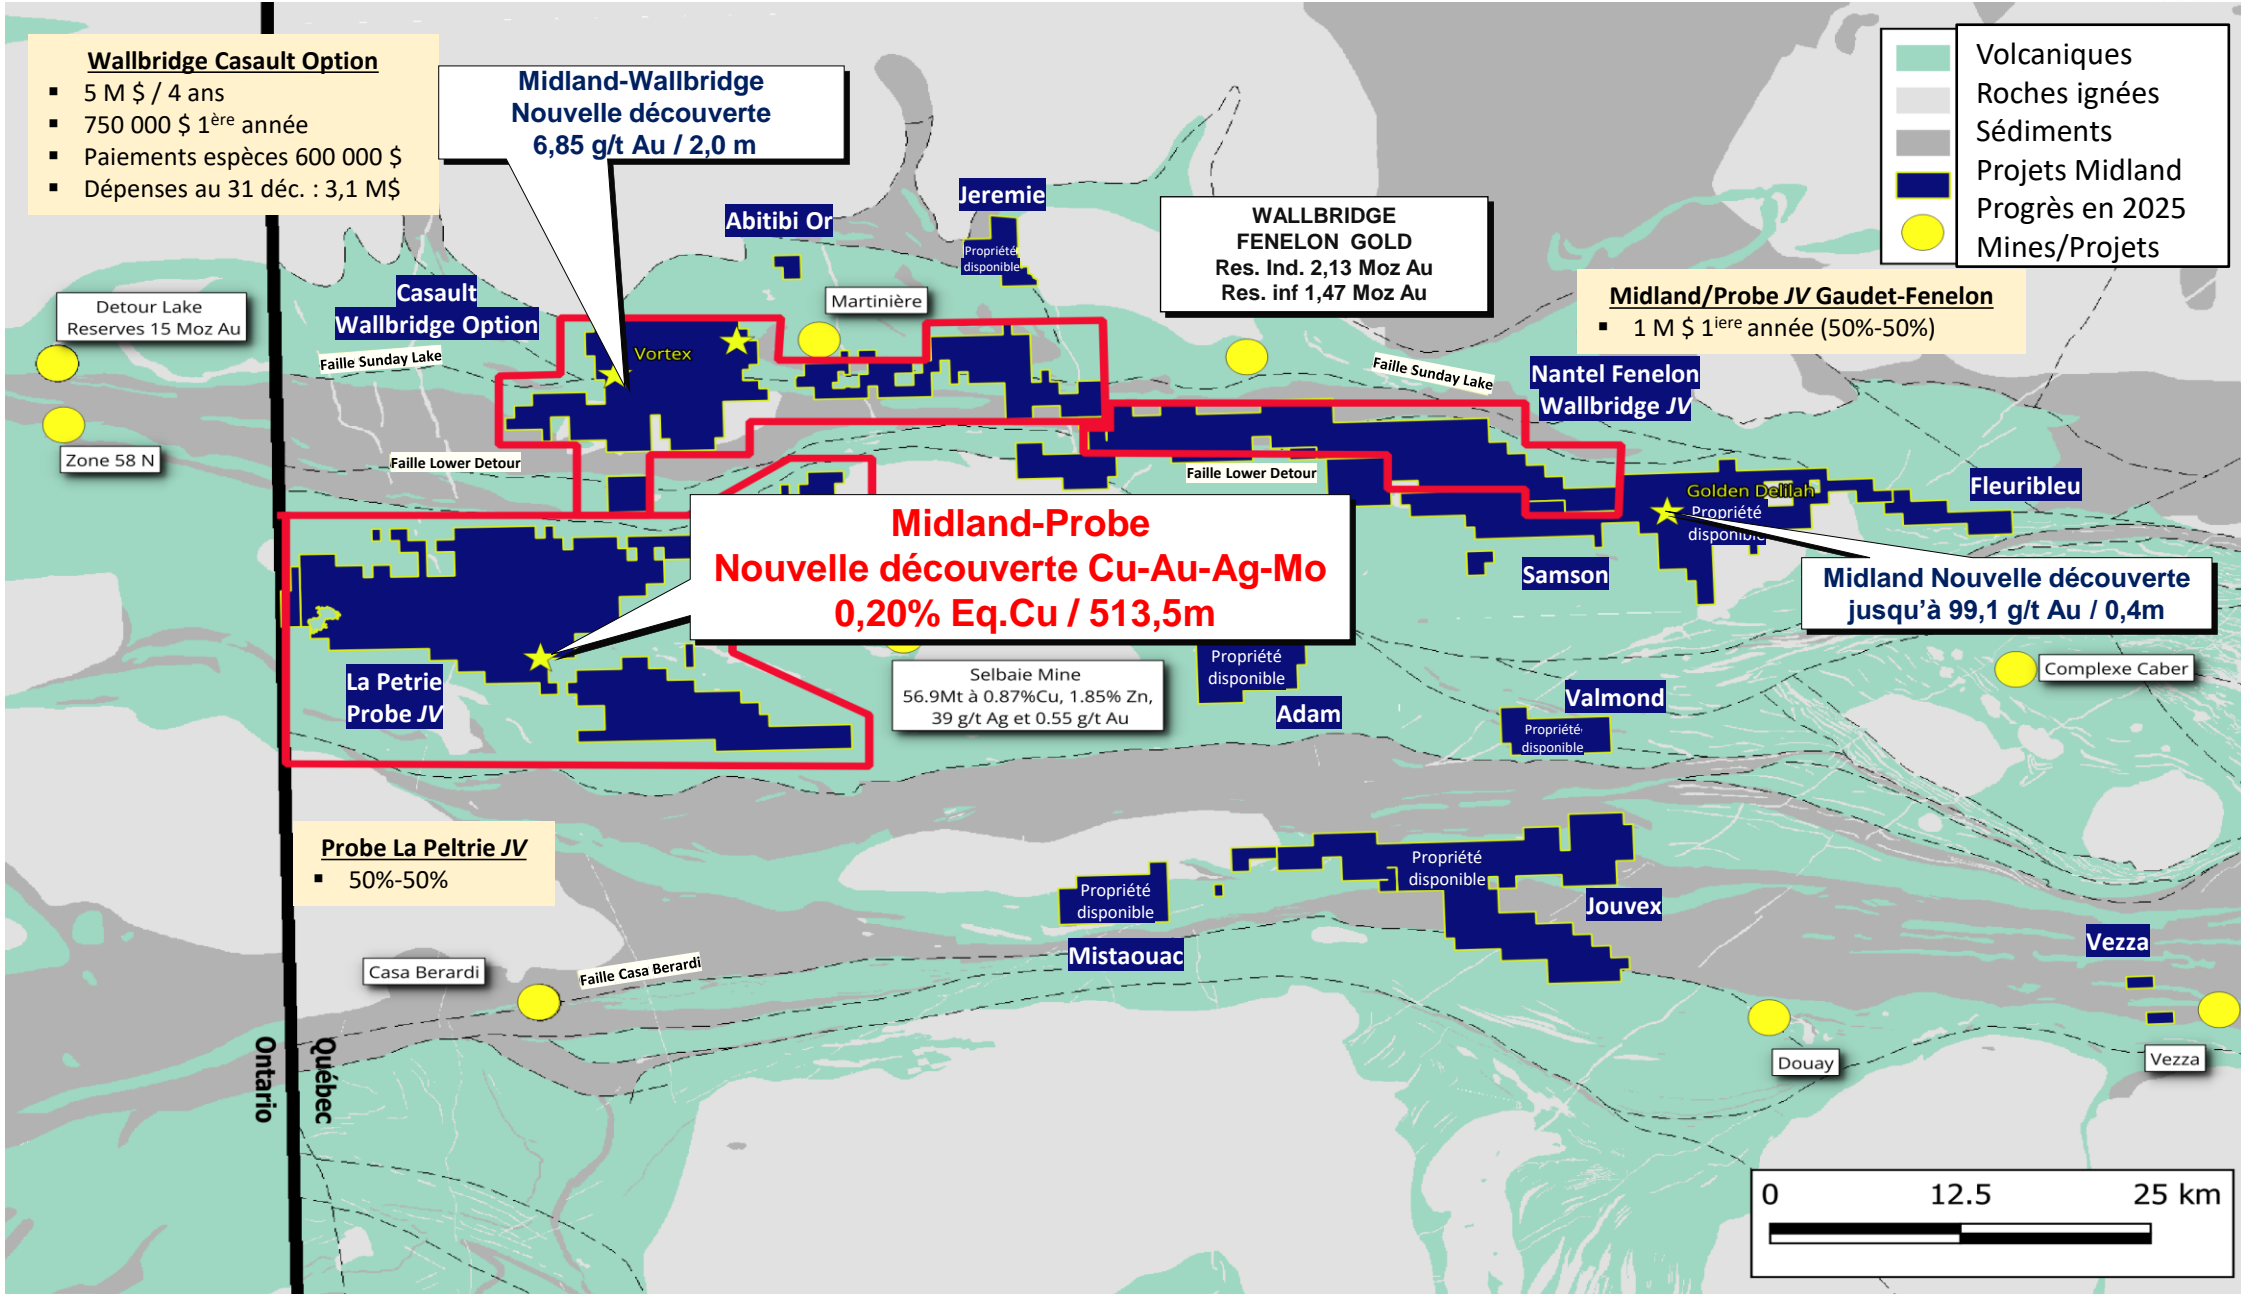 Wallbridge Casault Option
▪ 5 M $ / 4 ans
▪ 750 000 $ 1ère année
▪ Paiements espèces 600 000 $
▪ Dépenses au 31 déc. : 3,1 M$
Midland-Wallbridge
Nouvelle découverte
6,85 g/t Au / 2,0 m
Volcaniques
Roches ignées
Sédiments
Projets Midland
Progrès en 2025
Mines/Projets
Abitibi Or
Jeremie
Propriété
disponible
WALLBRIDGE
FENELON GOLD
Res. Ind. 2,13 Moz Au
Res. inf 1,47 Moz Au
Midland/Probe JV Gaudet-Fenelon
▪ 1 M $ 1iere année (50%-50%)
Detour Lake
Reserves 15 Moz Au
Casault
Wallbridge Option
Martinière
Faille Sunday Lake
Vortex
Faille Sunday Lake
Nantel Fenelon
Wallbridge JV
Zone 58 N
Faille Lower Detour
Faille Lower Detour
Golden Delilah
Propriété
disponible
Fleuribleu
Midland-Probe
Nouvelle découverte Cu-Au-Ag-Mo
0,20% Eq.Cu / 513,5m
Samson
Midland Nouvelle découverte
jusqu'à 99,1 g/t Au / 0,4m
La Petrie
Probe JV
Selbaie Mine
56.9Mt à 0.87%Cu, 1.85% Zn,
39 g/t Ag et 0.55 g/t Au
Propriété
disponible
Adam
Valmond
Propriété
disponible
Complexe Caber
Probe La Peltrie JV
▪ 50%-50%
Propriété
disponible
Mistaouac
Propriété
disponible
Jouvex
Vezza
Casa Berardi
Faille Casa Berardi
Ontario
Québec
Douay
Vezza
0 12.5 25 km